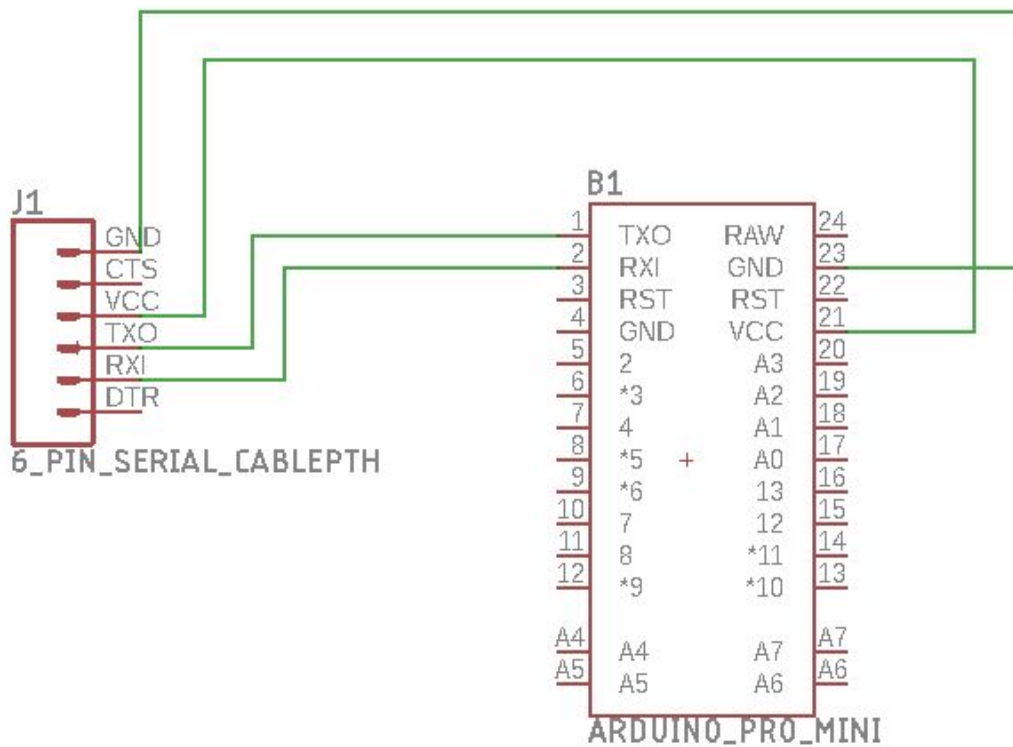 J1
GND
CTS
VCC
TXO
RXI
DTR
6_PIN_SERIAL_CABLEPTH
B1
1 TXO RAW 24
2 RXI GND 23
3 RST RST 22
4 GND VCC 21
5 2 A3 20
6 *3 A2 19
7 4 A1 18
8 *5 A0 17
9 *6 13 16
10 7 12 15
11 8 *11 14
12 *9 *10 13
A4 A4 A7 A7
A5 A5 A6 A6
ARDUINO_PRO_MINI